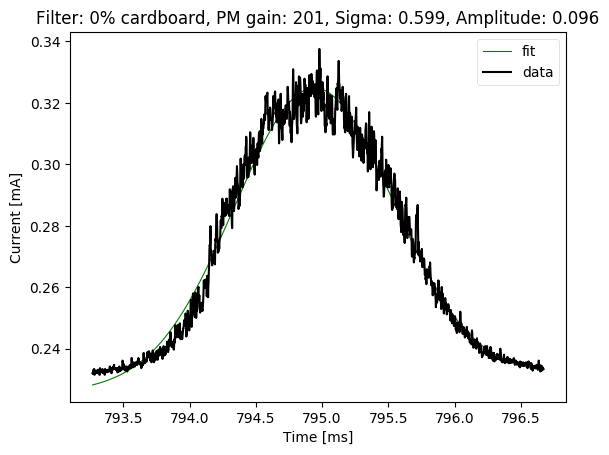 Filter: 0% cardboard, PM gain: 201, Sigma: 0.599, Amplitude: 0.096
0.34
fit
data
0.32
0.30
0.28
0.26
0.24
Current [mA]
793.5 794.0 794.5 795.0 795.5 796.0 796.5
Time [ms]